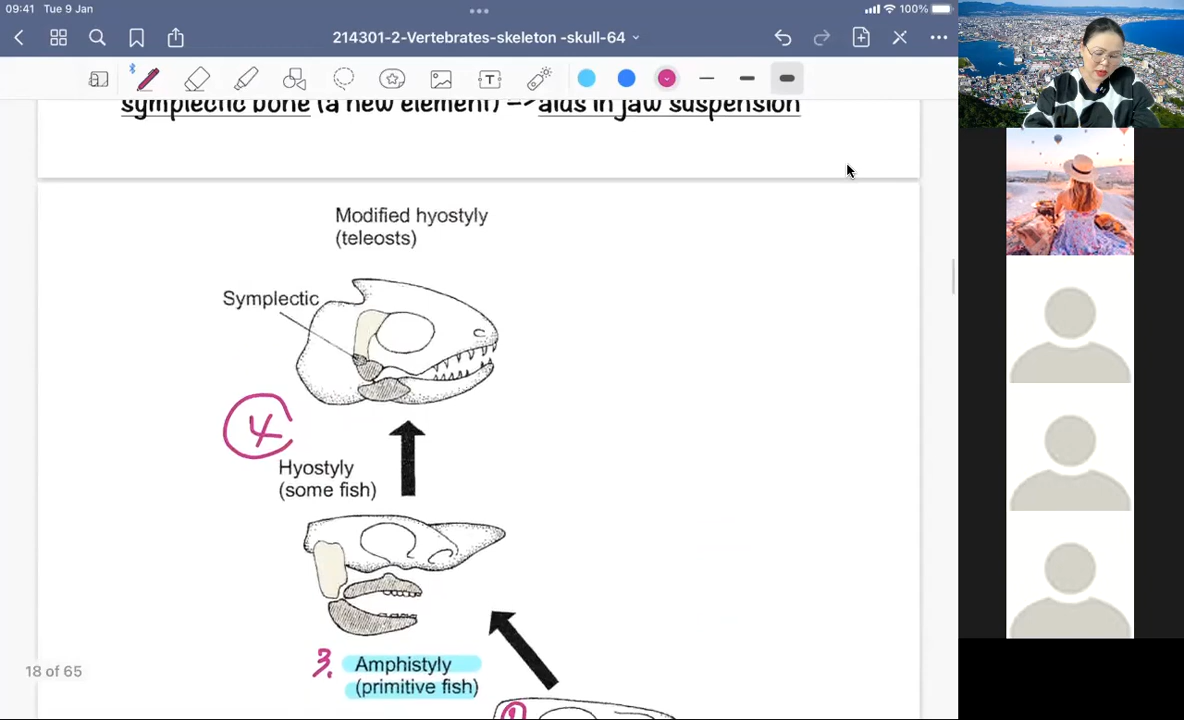 09:41 Tue 9 Jan
100%
214301-2-Vertebrates-skeleton -skull-64
symplectic bone (a new element) --> aids in jaw suspension
Modified hyostyly
(teleosts)
Symplectic
4
Hyostyly
(some fish)
3. Amphistyly
(primitive fish)
18 of 65